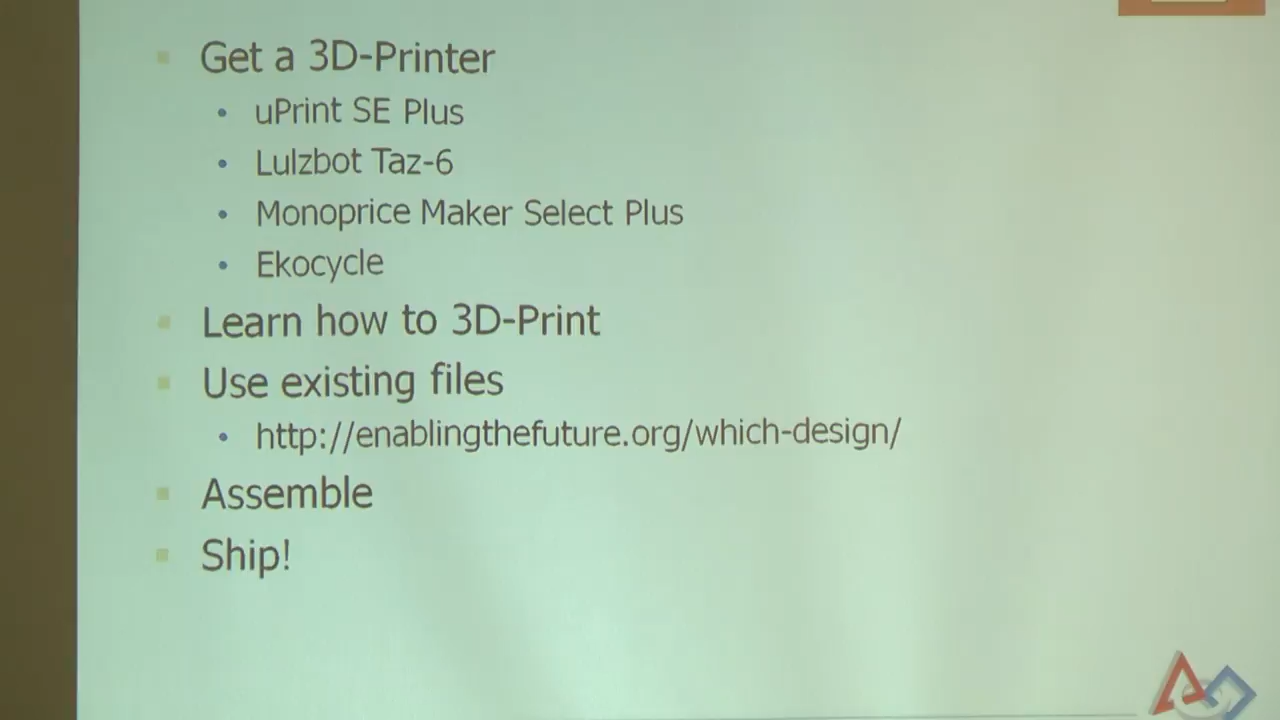 Get a 3D-Printer
uPrint SE Plus
Lulzbot Taz-6
Monoprice Maker Select Plus
Ekocycle
Learn how to 3D-Print
Use existing files
http://enablingthefuture.org/which-design/
Assemble
Ship!